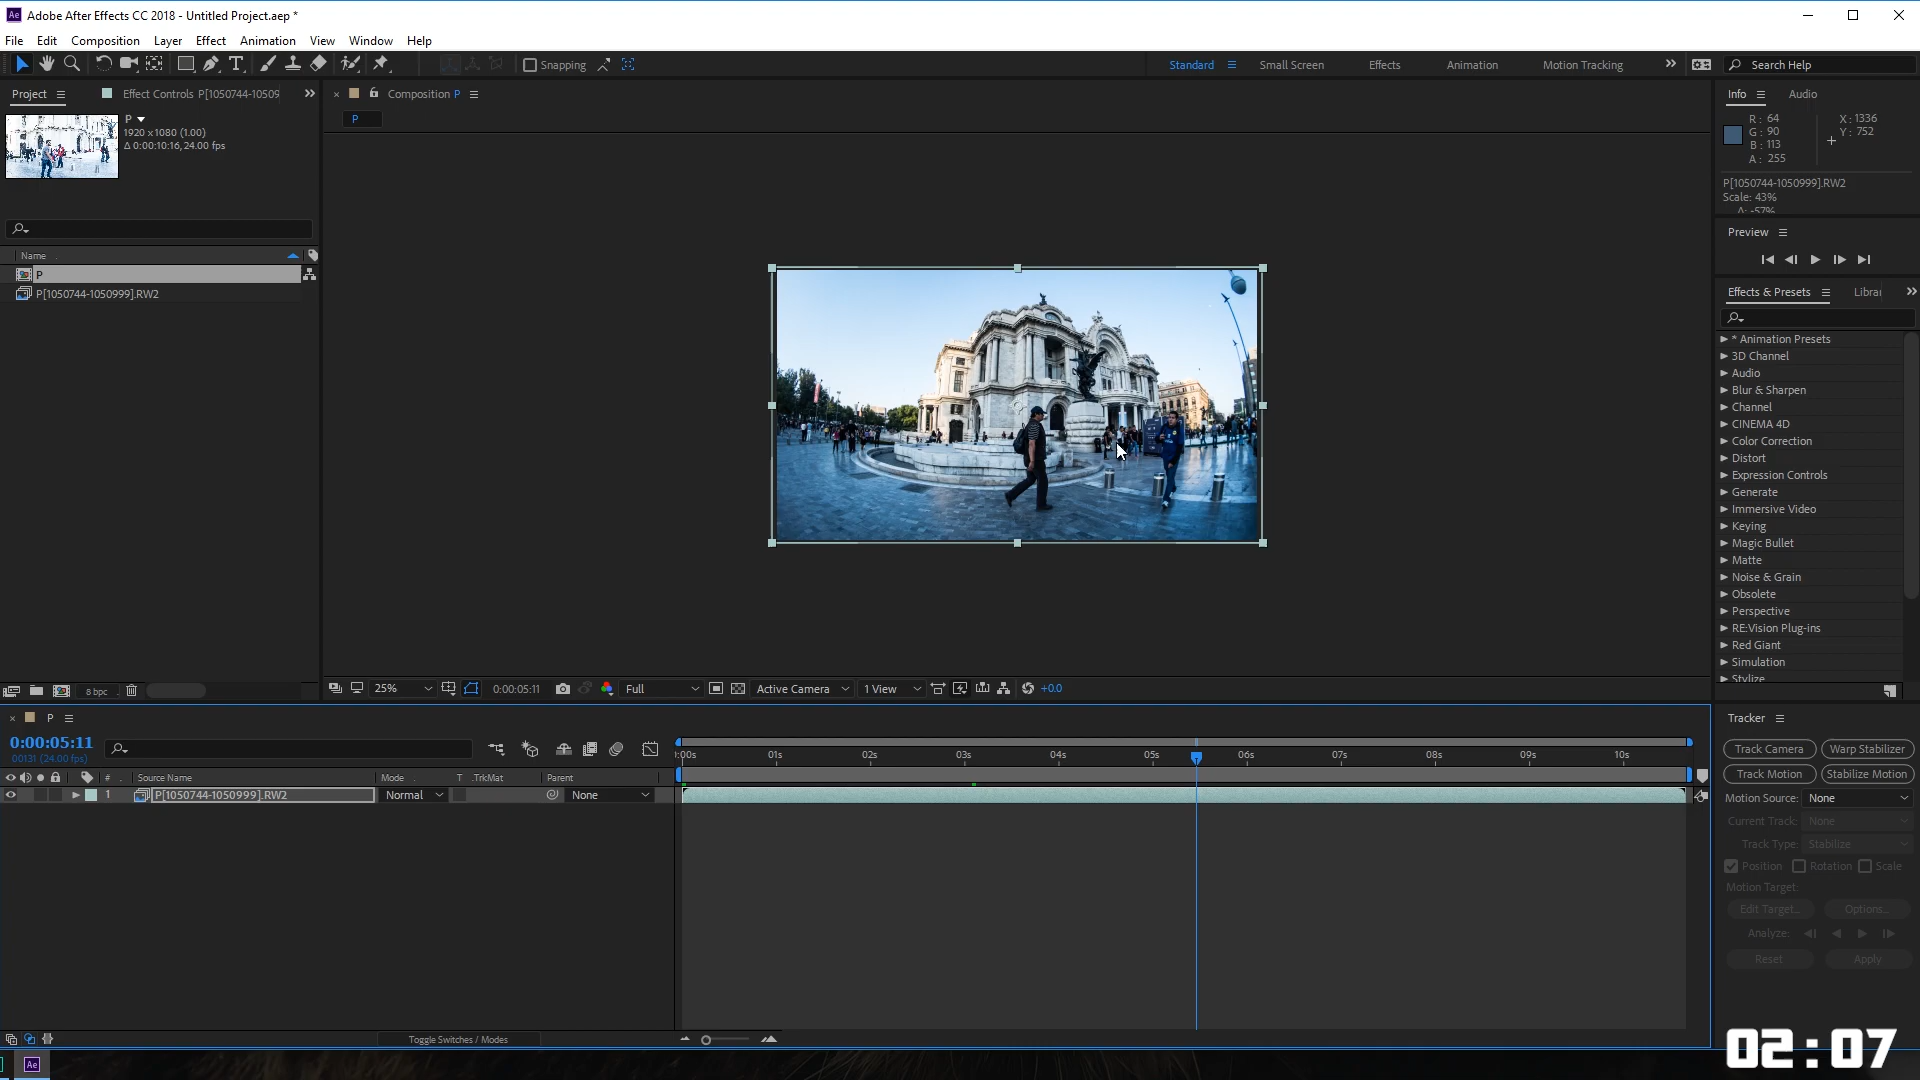 Adobe After Effects CC 2018 - Untitled Project.aep *
File Edit Composition Layer Effect Animation View Window Help
Snapping Standard Small Screen Effects Animation Motion Tracking Search Help
Project Effect Controls P[1050744-10509
P
1920 x 1080 (1.00)
Δ 0:00:10:16, 24.00 fps
Name
P
P[1050744-1050999].RW2
8 bpc
Composition P
P
25% 0:00:05:11 Full Active Camera 1 View +0.0
Info Audio
R: 64 X: 1336
G: 90 Y: 752
B: 113
A: 255
P[1050744-1050999].RW2
Scale: 43%
Δ: -57%
Preview
Effects & Presets Librar
* Animation Presets
3D Channel
Audio
Blur & Sharpen
Channel
CINEMA 4D
Color Correction
Distort
Expression Controls
Generate
Immersive Video
Keying
Magic Bullet
Matte
Noise & Grain
Obsolete
Perspective
RE:Vision Plug-ins
Red Giant
Simulation
Stylize
P
0:00:05:11
00131 (24.00 fps)
# Source Name Mode T .TrkMat Parent
1 P[1050744-1050999].RW2 Normal None
:00s 01s 02s 03s 04s 05s 06s 07s 08s 09s 10s
Toggle Switches / Modes
Tracker
Track Camera Warp Stabilizer
Track Motion Stabilize Motion
Motion Source: None
Current Track: None
Track Type: Stabilize
Position Rotation Scale
Motion Target:
Edit Target... Options...
Analyze:
Reset Apply
Ae
02:07